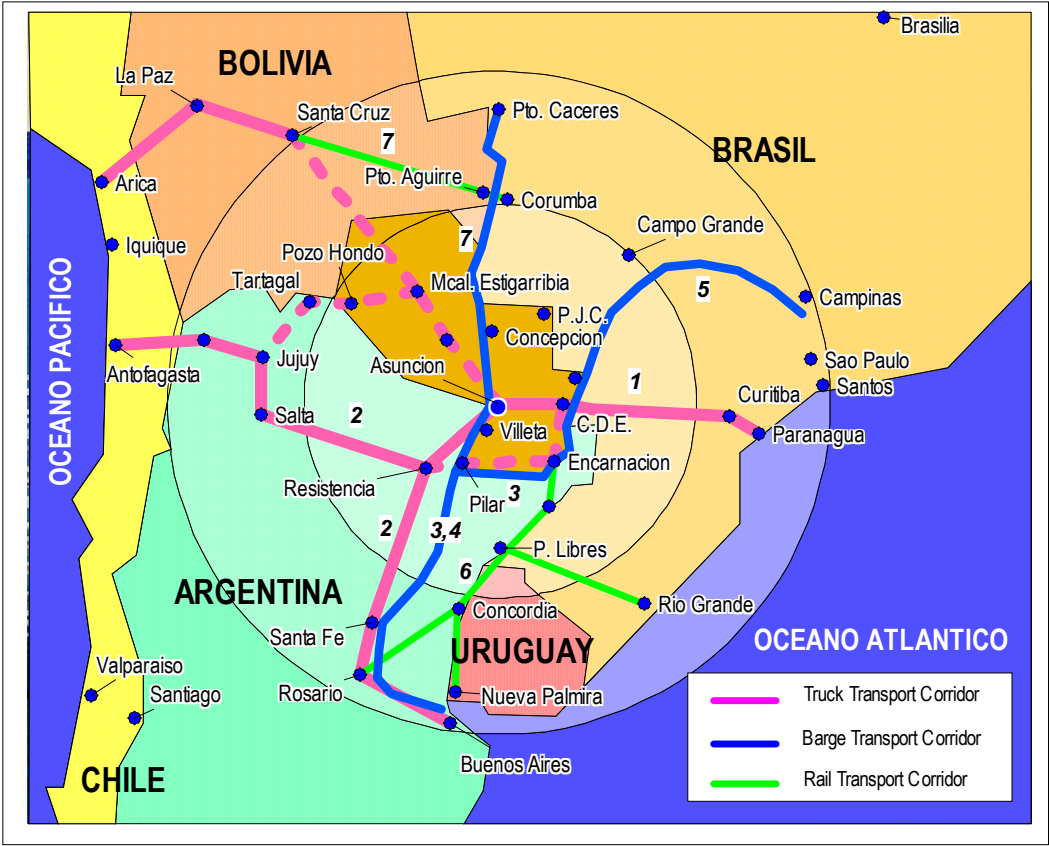 Brasilia
BOLIVIA
La Paz
Santa Cruz
Pto. Caceres
7
BRASIL
Pto. Aguirre
Arica
Corumba
Campo Grande
Iquique
7
Pozo Hondo
Tartagal
Mcal. Estigarribia
5
Campinas
P.J.C.
Concepcion
OCEANO PACIFICO
Antofagasta
Jujuy
Asuncion
Sao Paulo
1
Santos
Curitiba
Salta
2
C.D.E.
Villeta
Paranagua
Encarnacion
Resistencia
Pilar
3
2
3,4
P. Libres
6
ARGENTINA
Concordia
Rio Grande
Santa Fe
URUGUAY
OCEANO ATLANTICO
Valparaiso
Santiago
Rosario
Nueva Palmira
Truck Transport Corridor
Barge Transport Corridor
Buenos Aires
CHILE
Rail Transport Corridor